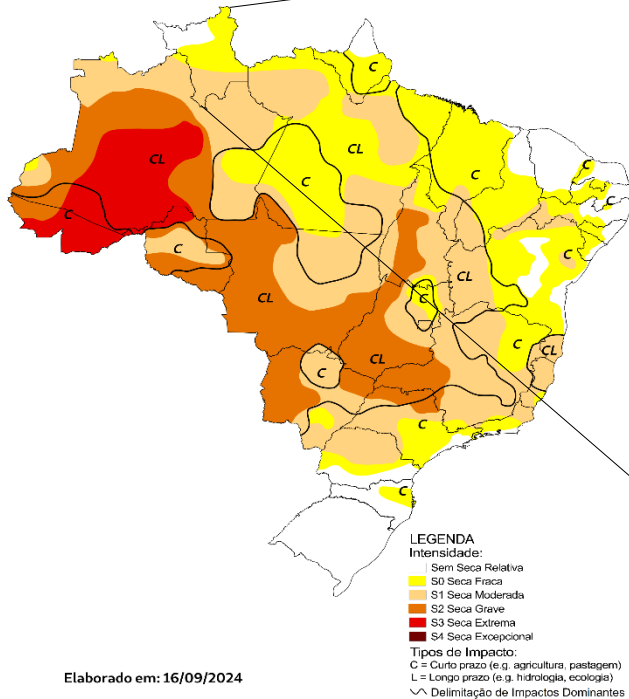 C
C
CL
C
CL
C
C
C
C
C
CL
CL
C
C
CL
CL
C
C
C
LEGENDA
Intensidade:
Sem Seca Relativa
S0 Seca Fraca
S1 Seca Moderada
S2 Seca Grave
S3 Seca Extrema
S4 Seca Excepcional
Tipos de Impacto:
C = Curto prazo (e.g. agricultura, pastagem)
L = Longo prazo (e.g. hidrologia, ecologia)
Delimitação de Impactos Dominantes
Elaborado em: 16/09/2024